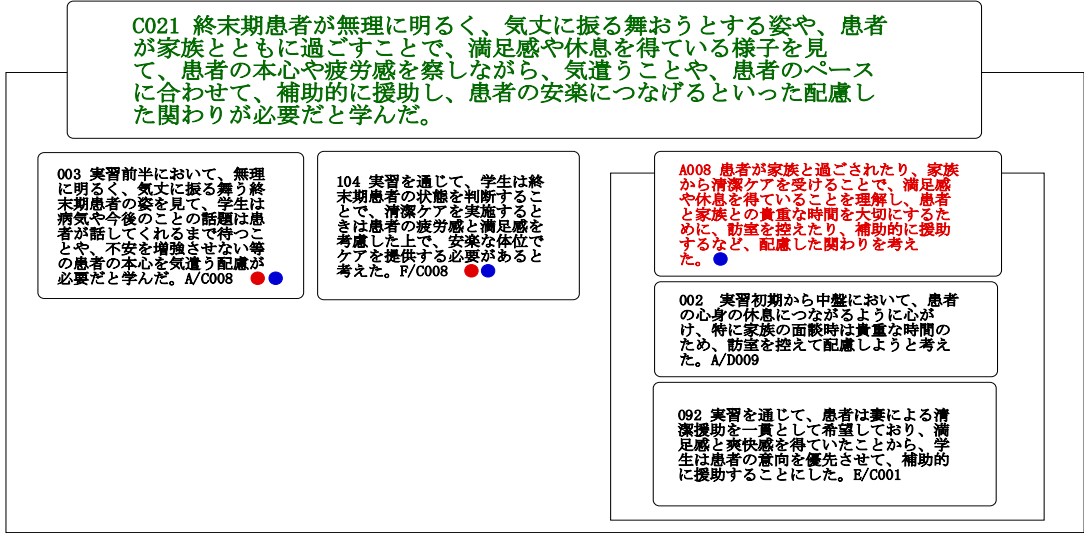 C021 終末期患者が無理に明るく、気丈に振る舞おうとする姿や、患者
が家族とともに過ごすことで、満足感や休息を得ている様子を見
て、患者の本心や疲労感を察しながら、気遣うことや、患者のペース
に合わせて、補助的に援助し、患者の安楽につなげるといった配慮し
た関わりが必要だと学んだ。
003 実習前半において、無理
に明るく、気丈に振る舞う終
末期患者の姿を見て、学生は
病気や今後のことの話題は患
者が話してくれるまで待つこ
とや、不安を増強させない等
の患者の本心を気遣う配慮が
必要だと学んだ。A/C008
104 実習を通じて、学生は終
末期患者の状態を判断するこ
とで、清潔ケアを実施すると
きは患者の疲労感と満足感を
考慮した上で、安楽な体位で
ケアを提供する必要があると
考えた。F/C008
A008 患者が家族と過ごされたり、家族
から清潔ケアを受けることで、満足感
や休息を得ていることを理解し、患者
と家族との貴重な時間を大切にするた
めに、訪室を控えたり、補助的に援助
するなど、配慮した関わりを考え
た。
002 実習初期から中盤において、患者
の心身の休息につながるように心が
け、特に家族の面談時は貴重な時間の
ため、訪室を控えて配慮しようと考え
た。A/D009
092 実習を通じて、患者は妻による清
潔援助を一貫として希望しており、満
足感と爽快感を得ていたことから、学
生は患者の意向を優先させて、補助的
に援助することにした。E/C001